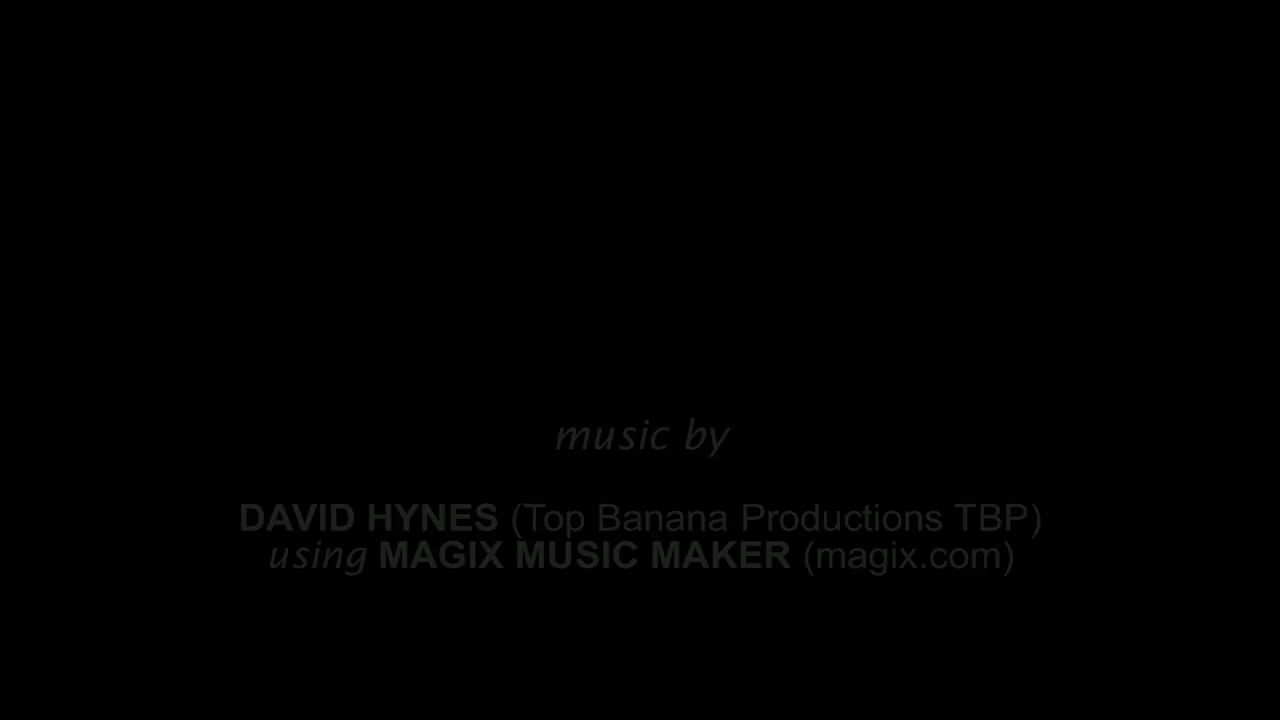 music by
DAVID HYNES (Top Banana Productions TBP)
using MAGIX MUSIC MAKER (magix.com)